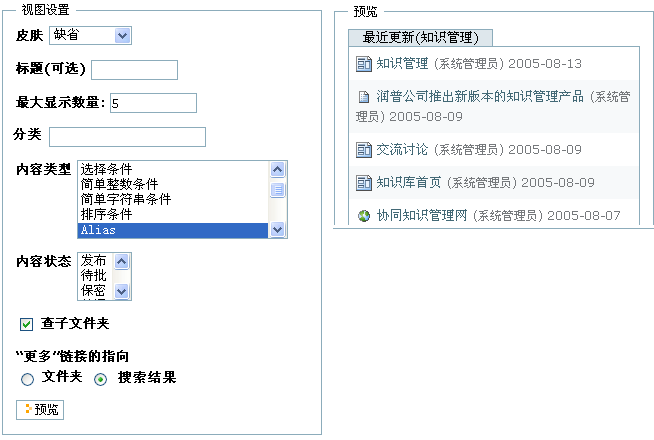 视图设置
皮肤 缺省
标题(可选)
最大显示数量: 5
分类
内容类型
选择条件
简单整数条件
简单字符串条件
排序条件
Alias
内容状态
发布
待批
保密
查子文件夹
“更多”链接的指向
文件夹 搜索结果
预览
预览
最近更新(知识管理)
知识管理 (系统管理员) 2005-08-13
润普公司推出新版本的知识管理产品 (系统管理
员) 2005-08-09
交流讨论 (系统管理员) 2005-08-09
知识库首页 (系统管理员) 2005-08-09
协同知识管理网 (系统管理员) 2005-08-07